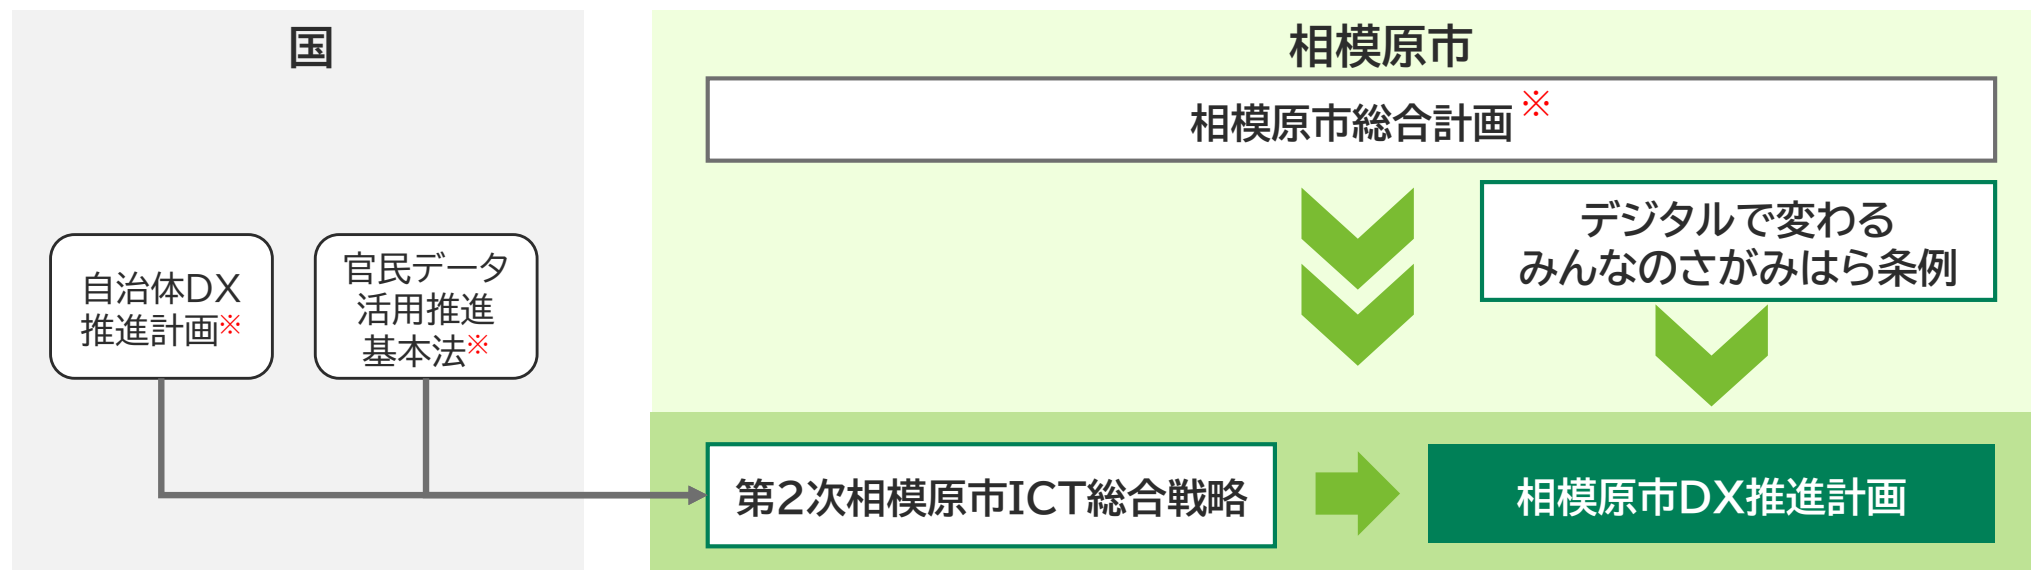 国
自治体DX
推進計画※
官民データ
活用推進
基本法※
相模原市
相模原市総合計画※
デジタルで変わる
みんなのさがみはら条例
第2次相模原市ICT総合戦略
相模原市DX推進計画